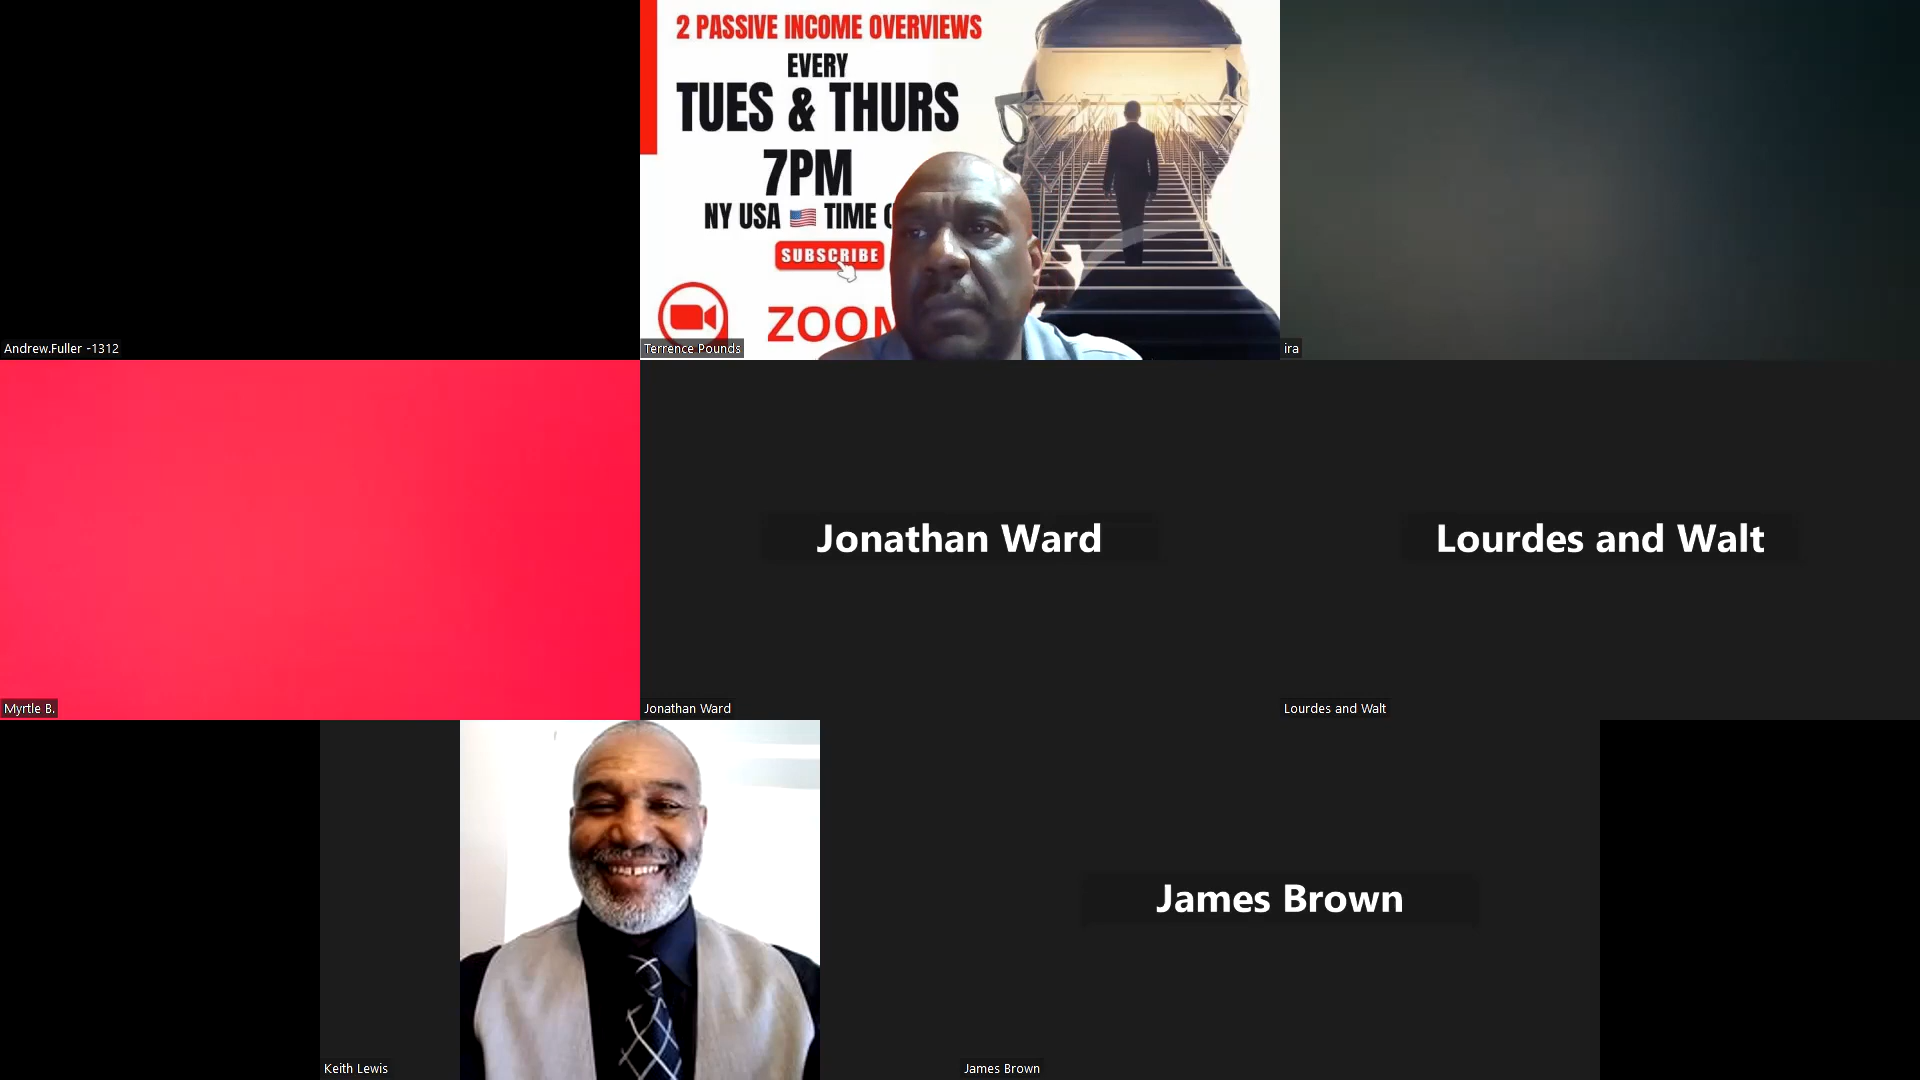 2 PASSIVE INCOME OVERVIEWS
EVERY
TUES & THURS
7PM
NY USA 🇺🇸 TIME
SUBSCRIBE
Andrew.Fuller -1312
Terrence Pounds
ira
Jonathan Ward
Lourdes and Walt
Myrtle B.
Jonathan Ward
Lourdes and Walt
James Brown
Keith Lewis
James Brown